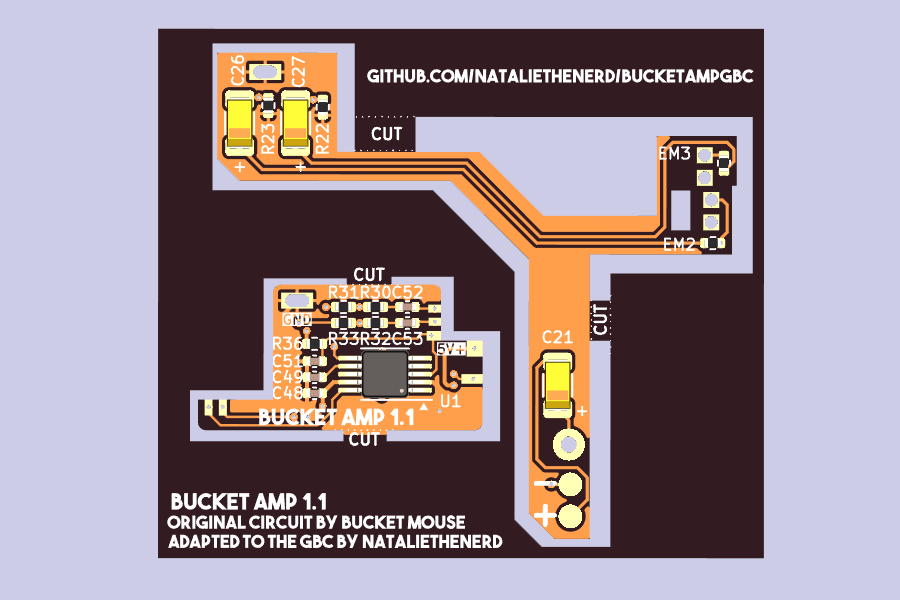 C26
C27
GITHUB.COM/NATALIETHENERD/BUCKETAMPGBC
R23
R22
CUT
+
+
EM3
EM2
CUT
R31R30C52
GND
R33R32C53
CUT
C21
R36
5V+
C51
C49
C48
U1
+
BUCKET AMP 1.1
CUT
BUCKET AMP 1.1
ORIGINAL CIRCUIT BY BUCKET MOUSE
ADAPTED TO THE GBC BY NATALIETHENERD
-
+